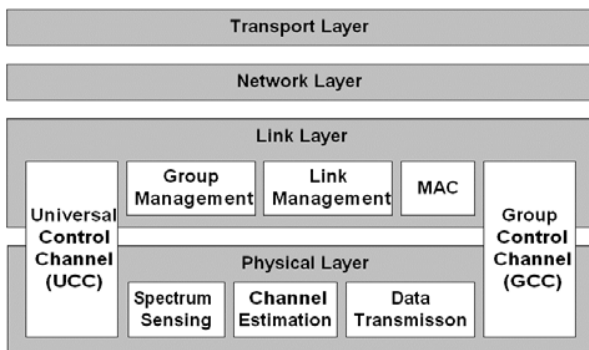 Transport Layer
Network Layer
Link Layer
Universal
Control
Channel
(UCC)
Group
Management
Link
Management
MAC
Group
Control
Channel
(GCC)
Physical Layer
Spectrum
Sensing
Channel
Estimation
Data
Transmisson